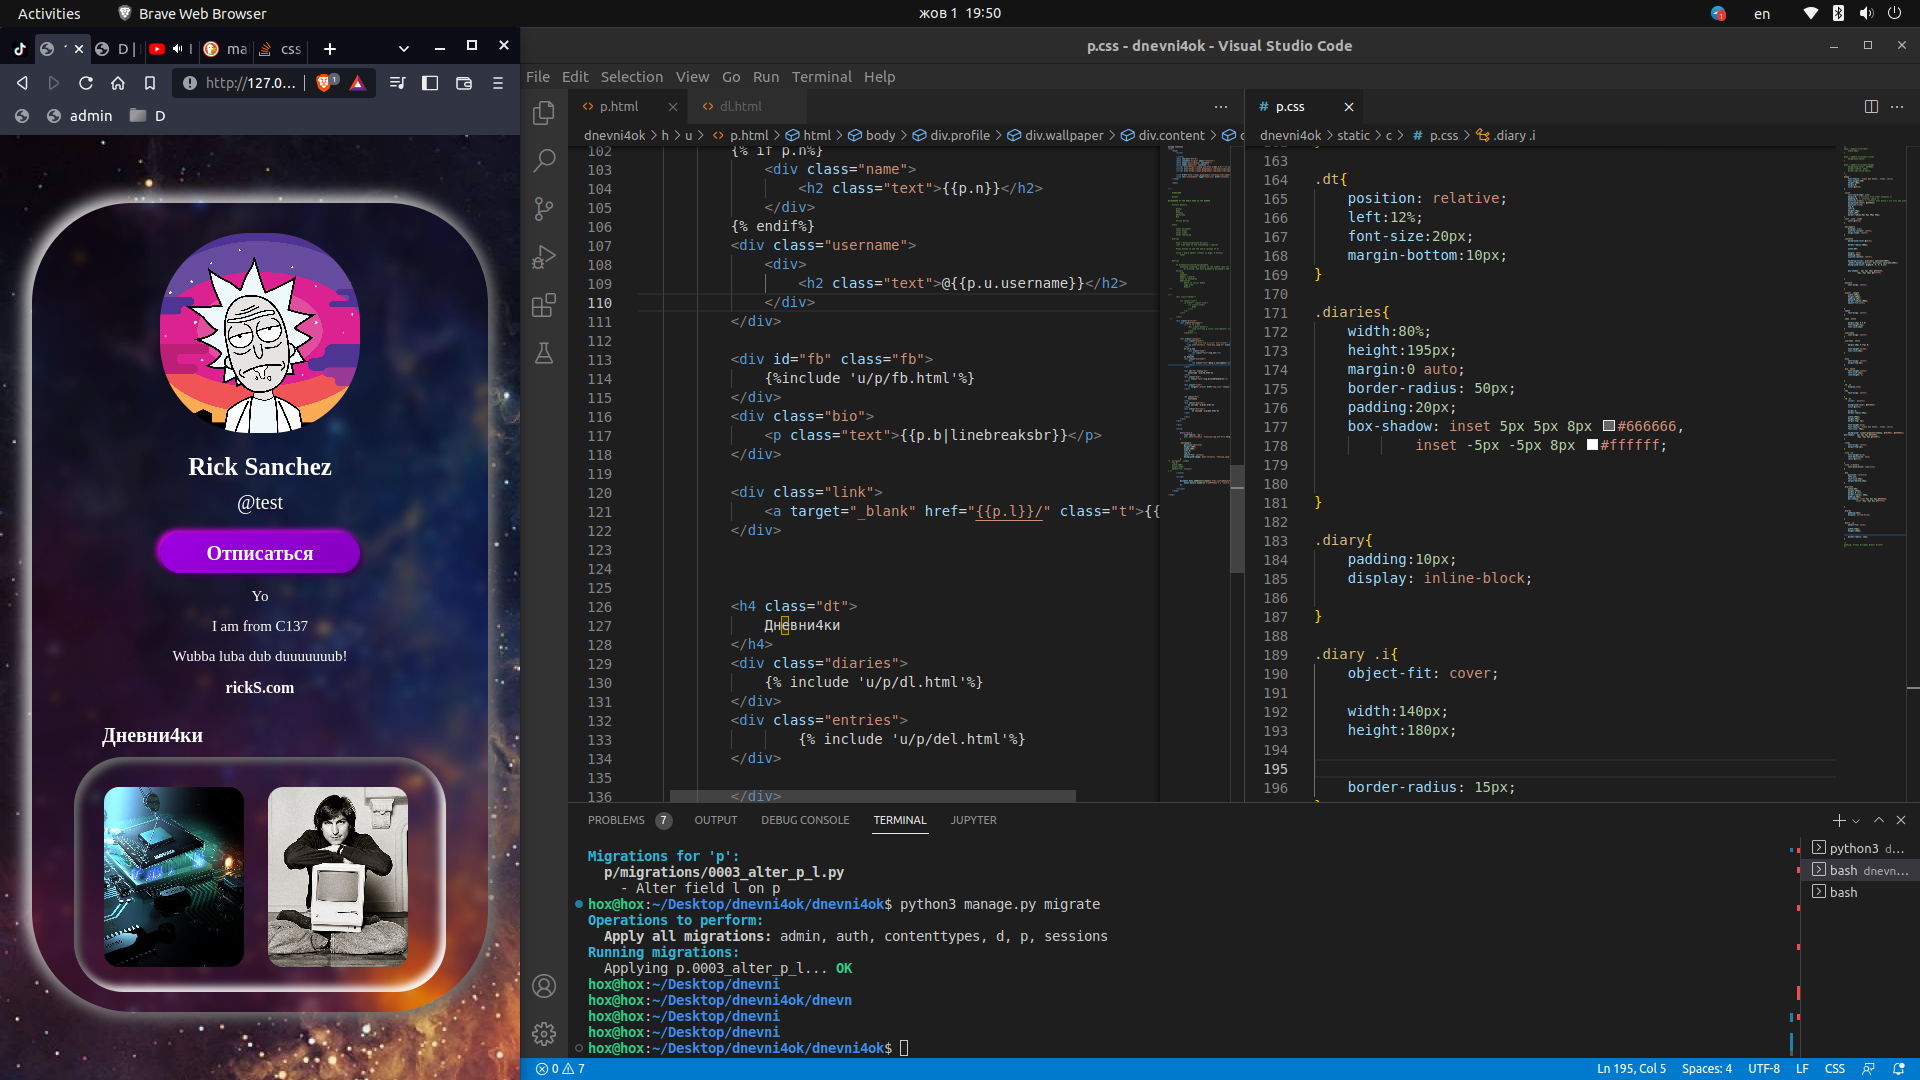 Activities
Brave Web Browser
жов 1 19:50
en
D |
ma
css
http://127.0...
1
admin
D
Rick Sanchez
@test
Отписаться
Yo
I am from C137
Wubba luba dub duuuuuuub!
rickS.com
Дневни4ки
p.css - dnevni4ok - Visual Studio Code
File Edit Selection View Go Run Terminal Help
p.html
dl.html
dnevni4ok > h > u > p.html > html > body > div.profile > div.wallpaper > div.content >
102 {% if p.n%}
103 <div class="name">
104 <h2 class="text">{{p.n}}</h2>
105 </div>
106 {% endif%}
107 <div class="username">
108 <div>
109 <h2 class="text">@{{p.u.username}}</h2>
110 </div>
111 </div>
112
113 <div id="fb" class="fb">
114 {%include 'u/p/fb.html'%}
115 </div>
116 <div class="bio">
117 <p class="text">{{p.b|linebreaksbr}}</p>
118 </div>
119
120 <div class="link">
121 <a target="_blank" href="{{p.l}}/" class="t">{{
122 </div>
123
124
125
126 <h4 class="dt">
127 Дневни4ки
128 </h4>
129 <div class="diaries">
130 {% include 'u/p/dl.html'%}
131 </div>
132 <div class="entries">
133 {% include 'u/p/del.html'%}
134 </div>
135
136 </div>
# p.css
dnevni4ok > static > c > # p.css > .diary .i
163
164 .dt{
165 position: relative;
166 left:12%;
167 font-size:20px;
168 margin-bottom:10px;
169 }
170
171 .diaries{
172 width:80%;
173 height:195px;
174 margin:0 auto;
175 border-radius: 50px;
176 padding:20px;
177 box-shadow: inset 5px 5px 8px #666666,
178 inset -5px -5px 8px #ffffff;
179
180
181 }
182
183 .diary{
184 padding:10px;
185 display: inline-block;
186
187 }
188
189 .diary .i{
190 object-fit: cover;
191
192 width:140px;
193 height:180px;
194
195
196 border-radius: 15px;
PROBLEMS 7 OUTPUT DEBUG CONSOLE TERMINAL JUPYTER
Migrations for 'p':
p/migrations/0003_alter_p_l.py
- Alter field l on p
hox@hox:~/Desktop/dnevni4ok/dnevni4ok$ python3 manage.py migrate
Operations to perform:
Apply all migrations: admin, auth, contenttypes, d, p, sessions
Running migrations:
Applying p.0003_alter_p_l... OK
hox@hox:~/Desktop/dnevni
hox@hox:~/Desktop/dnevni4ok/dnevn
hox@hox:~/Desktop/dnevni
hox@hox:~/Desktop/dnevni
hox@hox:~/Desktop/dnevni4ok/dnevni4ok$
python3 d...
bash dnevn...
bash
0 7
Ln 195, Col 5 Spaces: 4 UTF-8 LF CSS